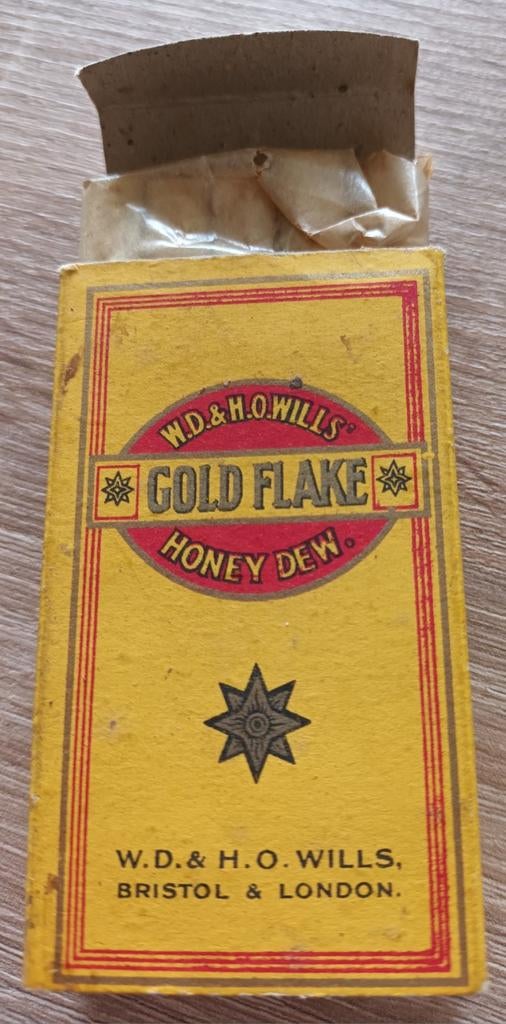 W.D.& H.O.WILLS'
GOLD FLAKE
HONEY DEW.
W.D.& H.O.WILLS,
BRISTOL & LONDON.